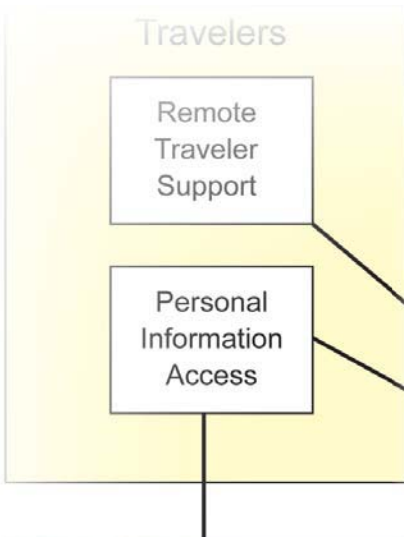 Travelers
Remote
Traveler
Support
Personal
Information
Access